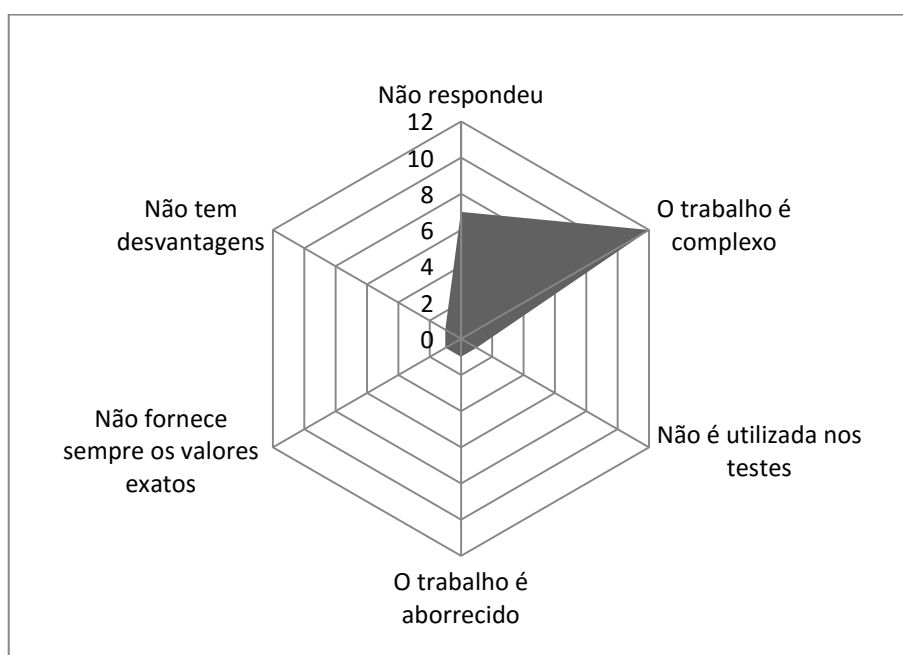 Não respondeu
12
10
8
6
4
2
0
O trabalho é
complexo
Não é utilizada nos
testes
O trabalho é
aborrecido
Não fornece
sempre os valores
exatos
Não tem
desvantagens